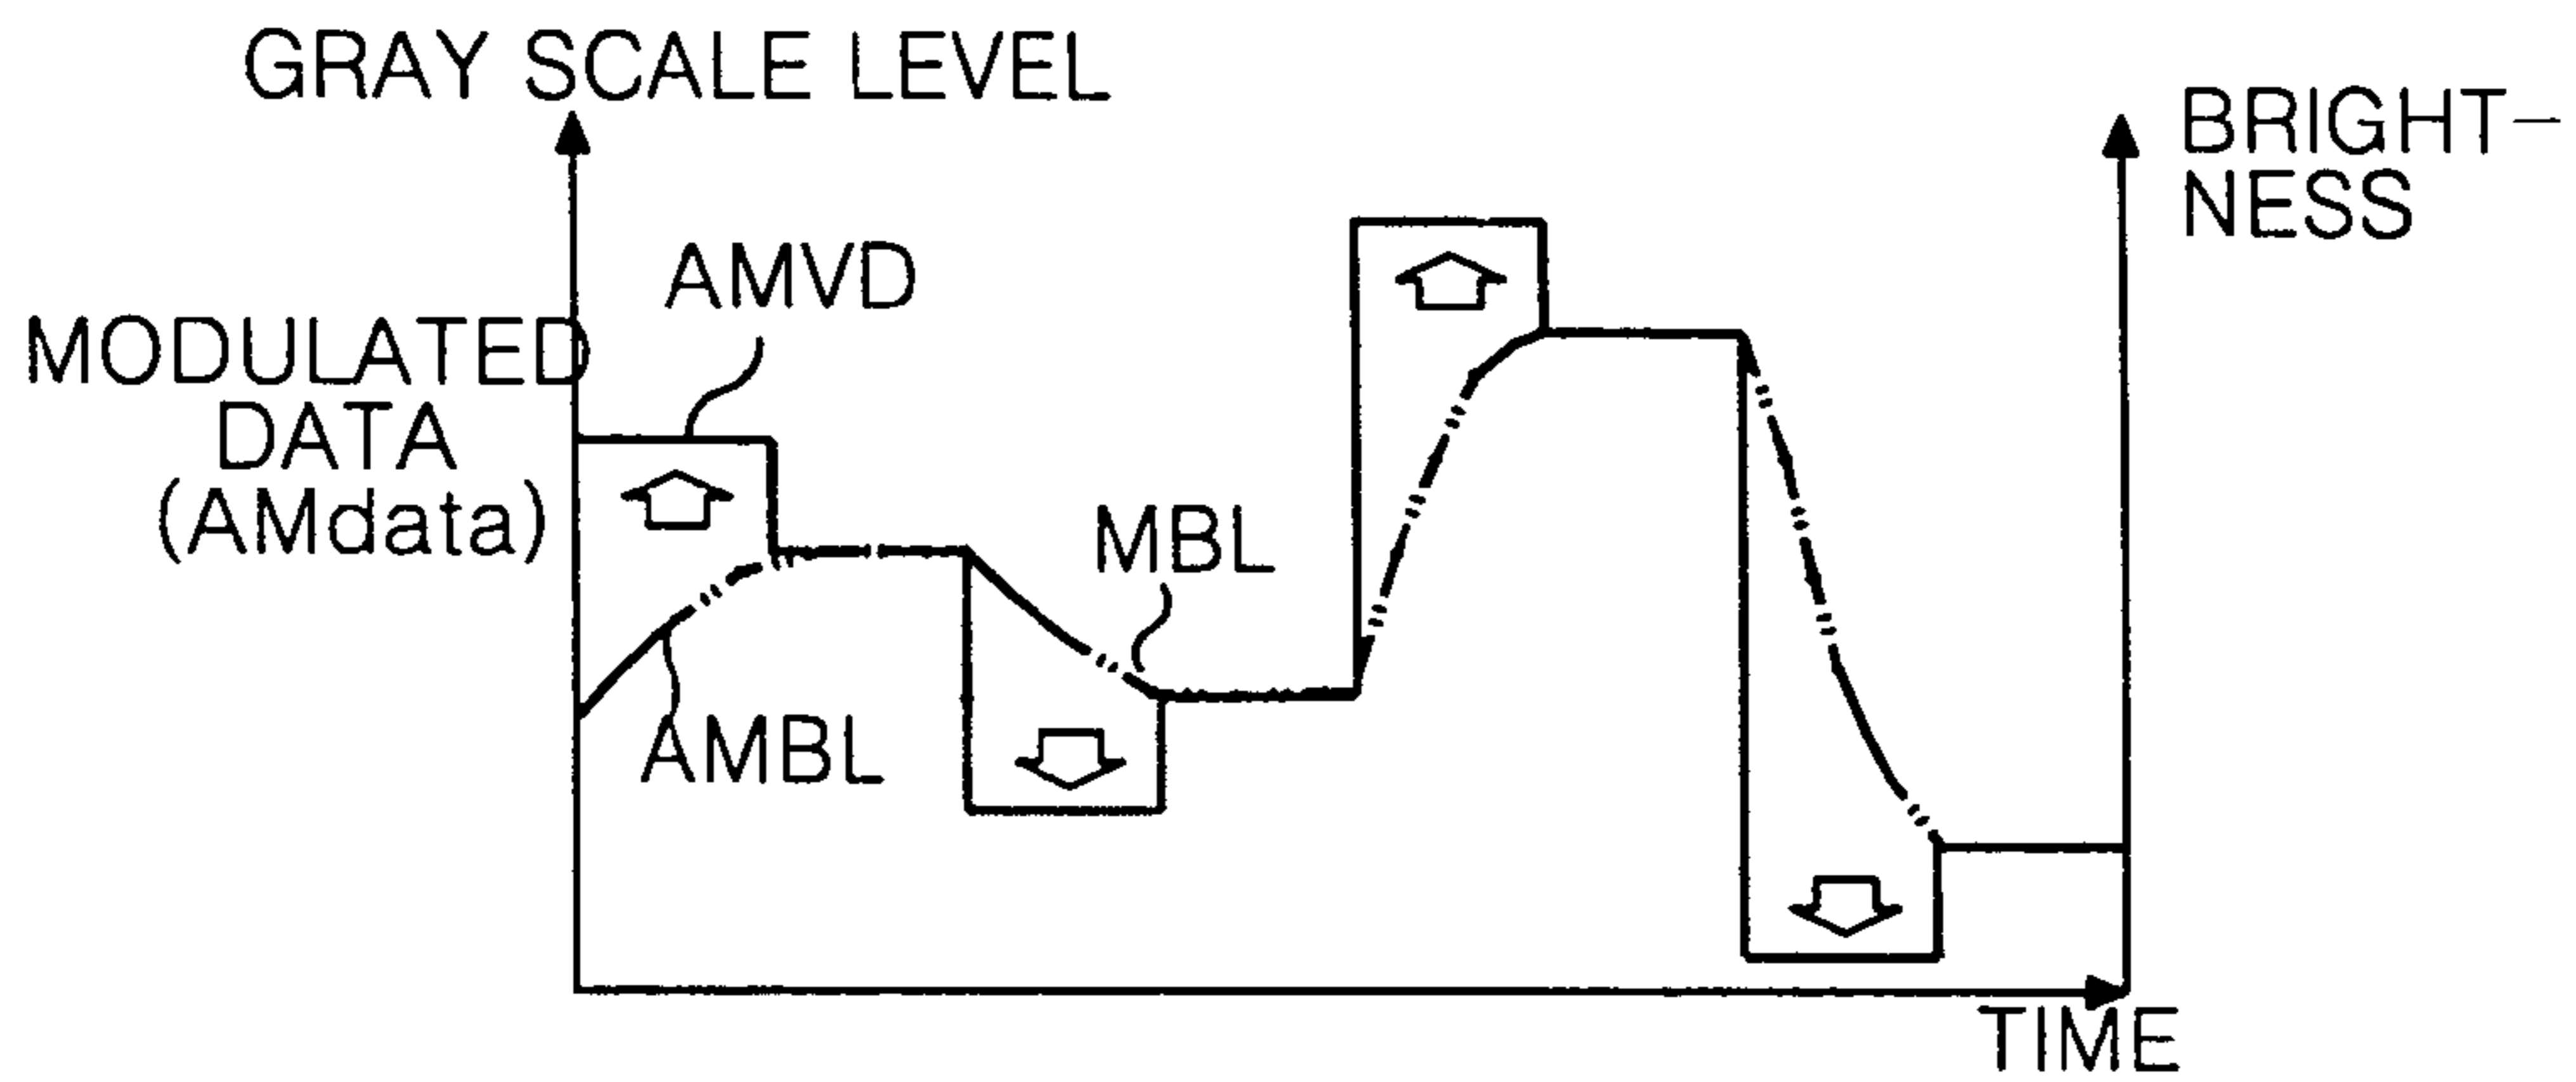 GRAY SCALE LEVEL
BRIGHT-
NESS
AMVD
MODULATED
DATA
(AMdata)
MBL
AMBL
TIME